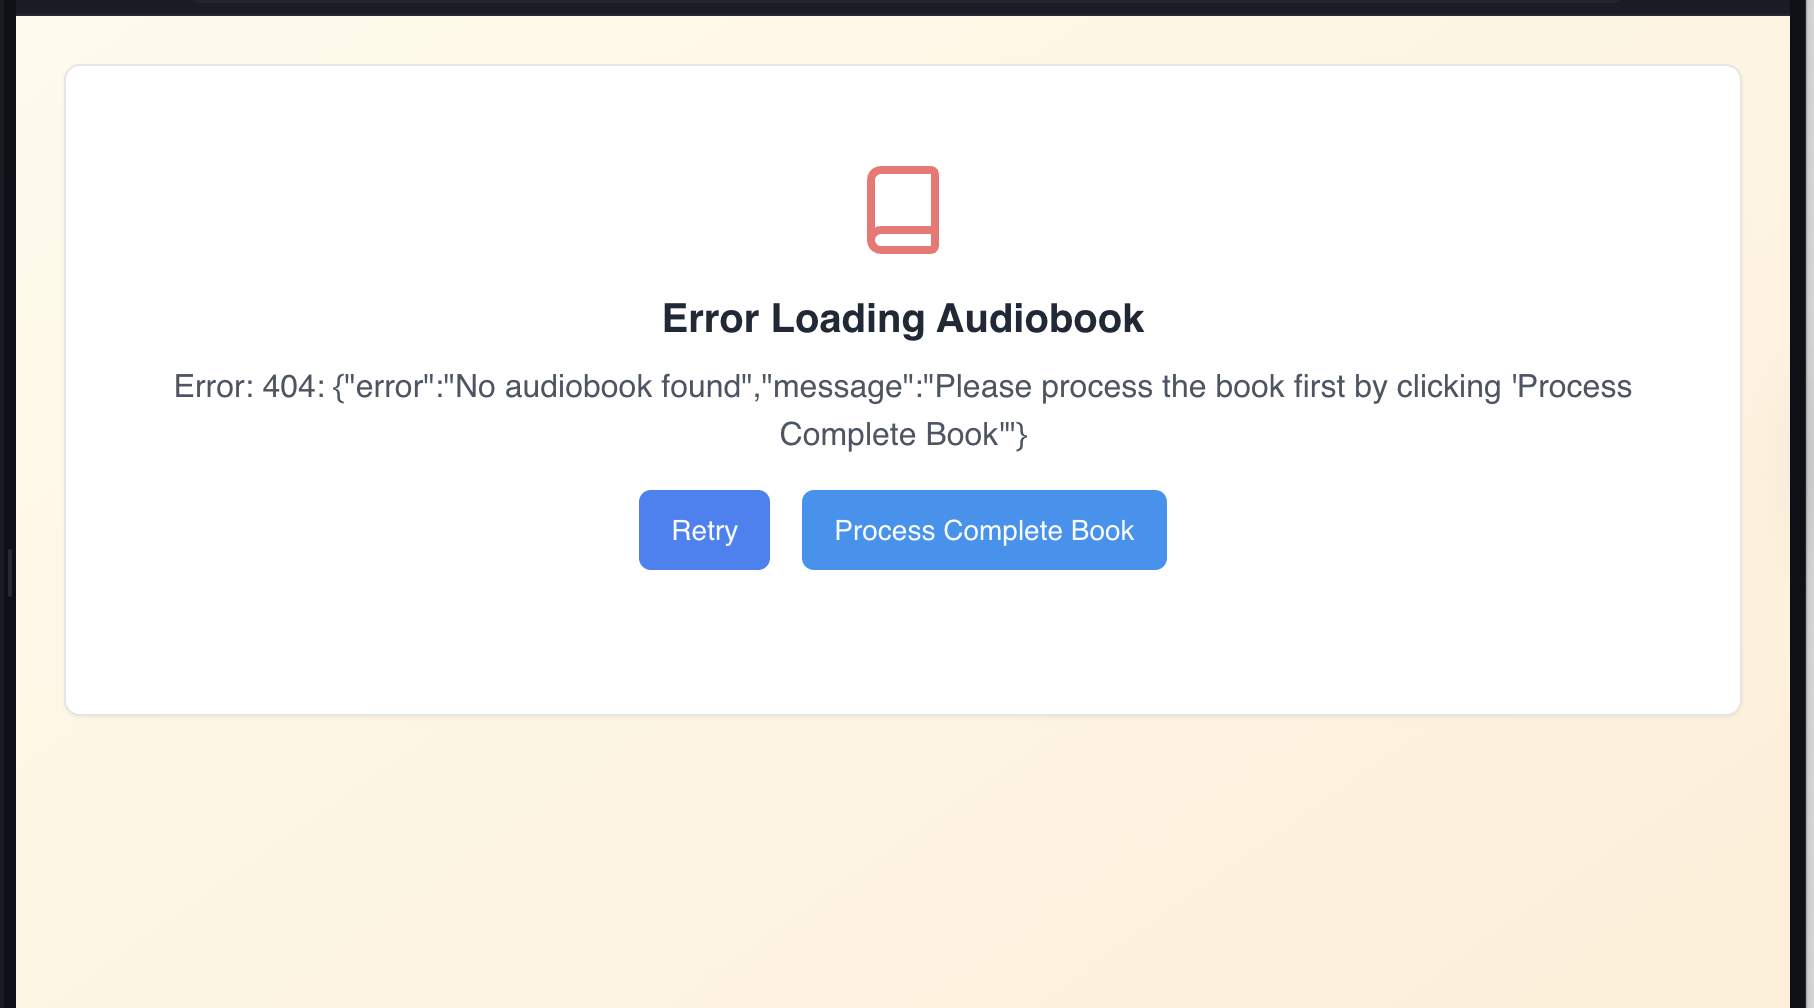 Error Loading Audiobook
Error: 404: {"error":"No audiobook found","message":"Please process the book first by clicking 'Process
Complete Book'"}
Retry
Process Complete Book